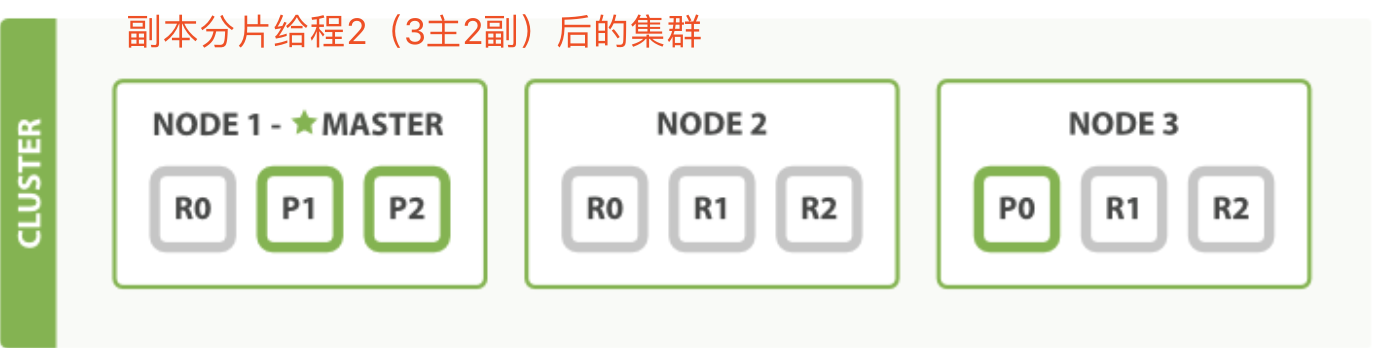 副本分片给程2（3主2副）后的集群
CLUSTER
NODE 1 - ★ MASTER
R0 P1 P2
NODE 2
R0 R1 R2
NODE 3
P0 R1 R2